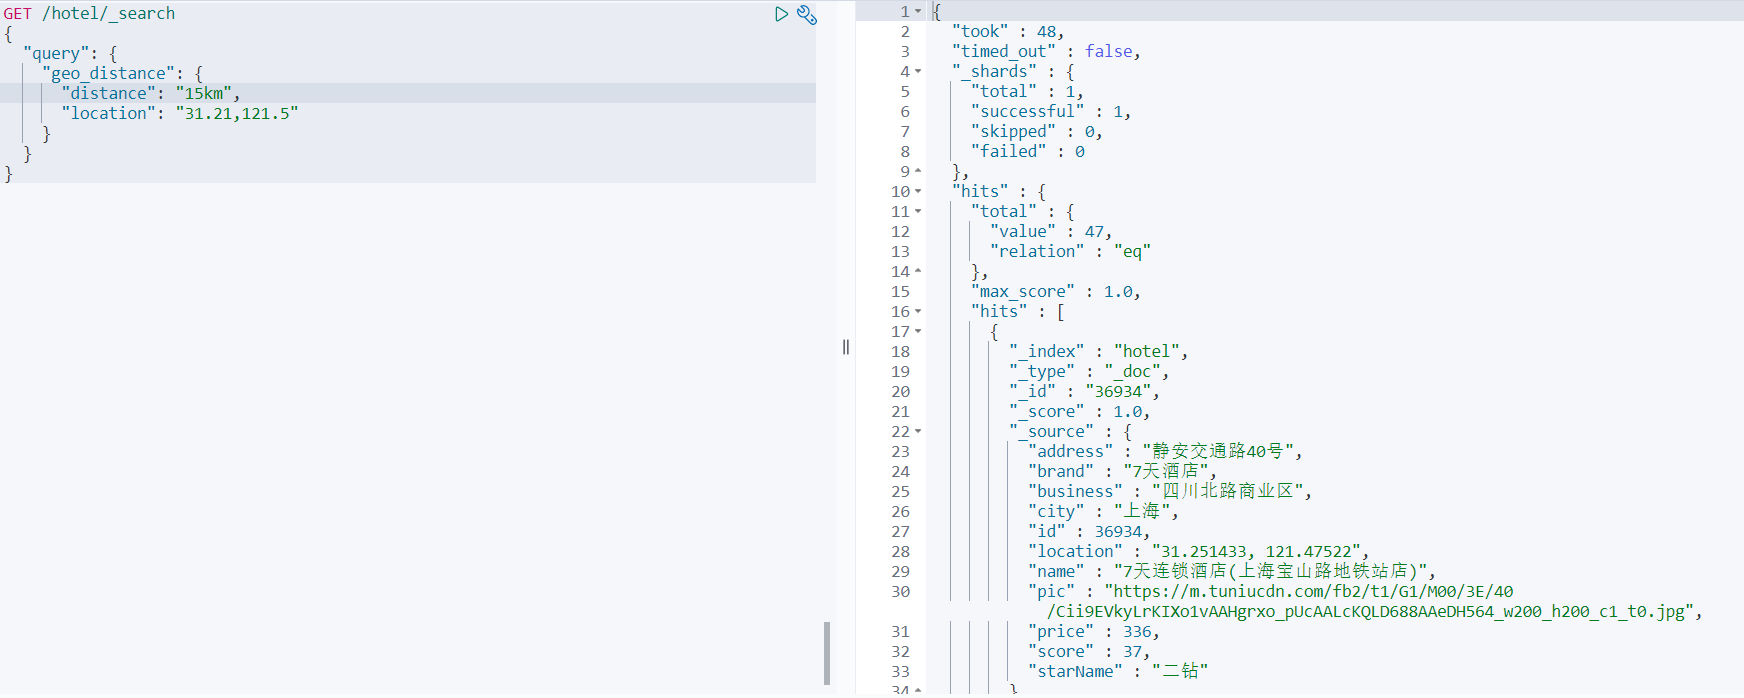 GET /hotel/_search
{
  "query": {
    "geo_distance": {
      "distance": "15km",
      "location": "31.21,121.5"
    }
  }
}
1 {
2   "took" : 48,
3   "timed_out" : false,
4   "_shards" : {
5     "total" : 1,
6     "successful" : 1,
7     "skipped" : 0,
8     "failed" : 0
9   },
10   "hits" : {
11     "total" : {
12       "value" : 47,
13       "relation" : "eq"
14     },
15     "max_score" : 1.0,
16     "hits" : [
17       {
18         "_index" : "hotel",
19         "_type" : "_doc",
20         "_id" : "36934",
21         "_score" : 1.0,
22         "_source" : {
23           "address" : "静安交通路40号",
24           "brand" : "7天酒店",
25           "business" : "四川北路商业区",
26           "city" : "上海",
27           "id" : 36934,
28           "location" : "31.251433, 121.47522",
29           "name" : "7天连锁酒店(上海宝山路地铁站店)",
30           "pic" : "https://m.tuniucdn.com/fb2/t1/G1/M00/3E/40
/Cii9EVkyLrKIXo1vAAHgrxo_pUcAALcKQLD688AAeDH564_w200_h200_c1_t0.jpg",
31           "price" : 336,
32           "score" : 37,
33           "starName" : "二钻"
34         }